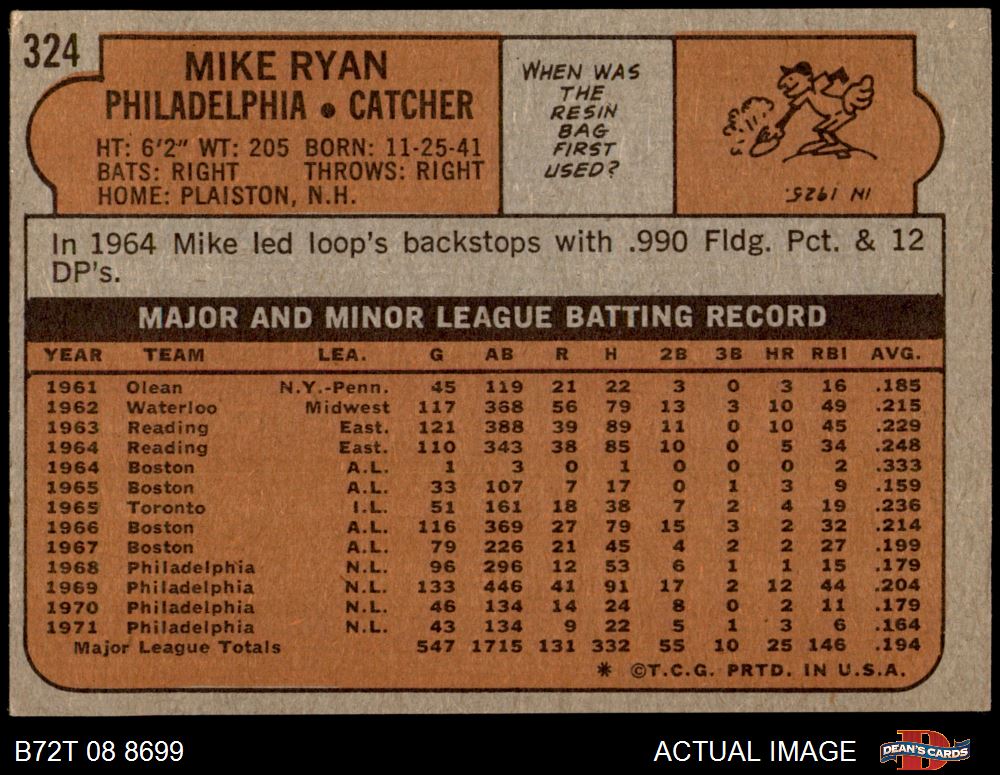 324
MIKE RYAN
PHILADELPHIA • CATCHER
HT: 6'2" WT: 205 BORN: 11-25-41
BATS: RIGHT THROWS: RIGHT
HOME: PLAISTON, N.H.
WHEN WAS
THE
RESIN
BAG
FIRST
USED?
IN 1925.
In 1964 Mike led loop's backstops with .990 Fldg. Pct. & 12
DP's.
MAJOR AND MINOR LEAGUE BATTING RECORD
YEAR TEAM LEA. G AB R H 2B 3B HR RBI AVG.
1961 Olean N.Y.-Penn. 45 119 21 22 3 0 3 16 .185
1962 Waterloo Midwest 117 368 56 79 13 3 10 49 .215
1963 Reading East. 121 388 39 89 11 0 10 45 .229
1964 Reading East. 110 343 38 85 10 0 5 34 .248
1964 Boston A.L. 1 3 0 1 0 0 0 2 .333
1965 Boston A.L. 33 107 7 17 0 1 3 9 .159
1965 Toronto I.L. 51 161 18 38 7 2 4 19 .236
1966 Boston A.L. 116 369 27 79 15 3 2 32 .214
1967 Boston A.L. 79 226 21 45 4 2 2 27 .199
1968 Philadelphia N.L. 96 296 12 53 6 1 1 15 .179
1969 Philadelphia N.L. 133 446 41 91 17 2 12 44 .204
1970 Philadelphia N.L. 46 134 14 24 8 0 2 11 .179
1971 Philadelphia N.L. 43 134 9 22 5 1 3 6 .164
Major League Totals 547 1715 131 332 55 10 25 146 .194
* ©T.C.G. PRTD. IN U.S.A.
B72T 08 8699
ACTUAL IMAGE
DEAN'S CARDS